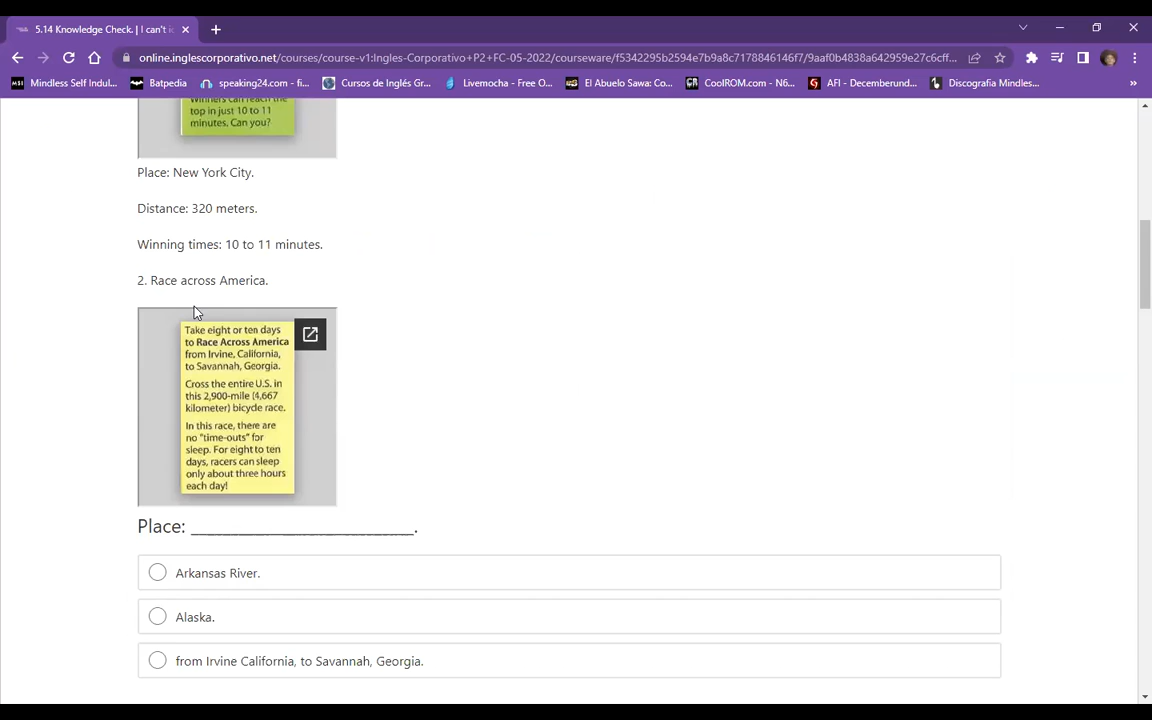 5.14 Knowledge Check. | I can't i
online.inglescorporativo.net/courses/course-v1:Ingles-Corporativo+P2+FC-05-2022/courseware/f5342295b2594e7b9a8c7178846146f7/9aaf0b4838a642959e27c6cff...
Mindless Self Indul...
Batpedia
speaking24.com - fi...
Cursos de Inglés Gr...
Livemocha - Free O...
El Abuelo Sawa: Co...
CoolROM.com - N6...
AFI - Decemberund...
Discografia Mindles...
Winners can reach the
top in just 10 to 11
minutes. Can you?
Place: New York City.
Distance: 320 meters.
Winning times: 10 to 11 minutes.
2. Race across America.
Take eight or ten days
to Race Across America
from Irvine, California,
to Savannah, Georgia.
Cross the entire U.S. in
this 2,900-mile (4,667
kilometer) bicycle race.
In this race, there are
no "time-outs" for
sleep. For eight to ten
days, racers can sleep
only about three hours
each day!
Place: ________________________.
Arkansas River.
Alaska.
from Irvine California, to Savannah, Georgia.